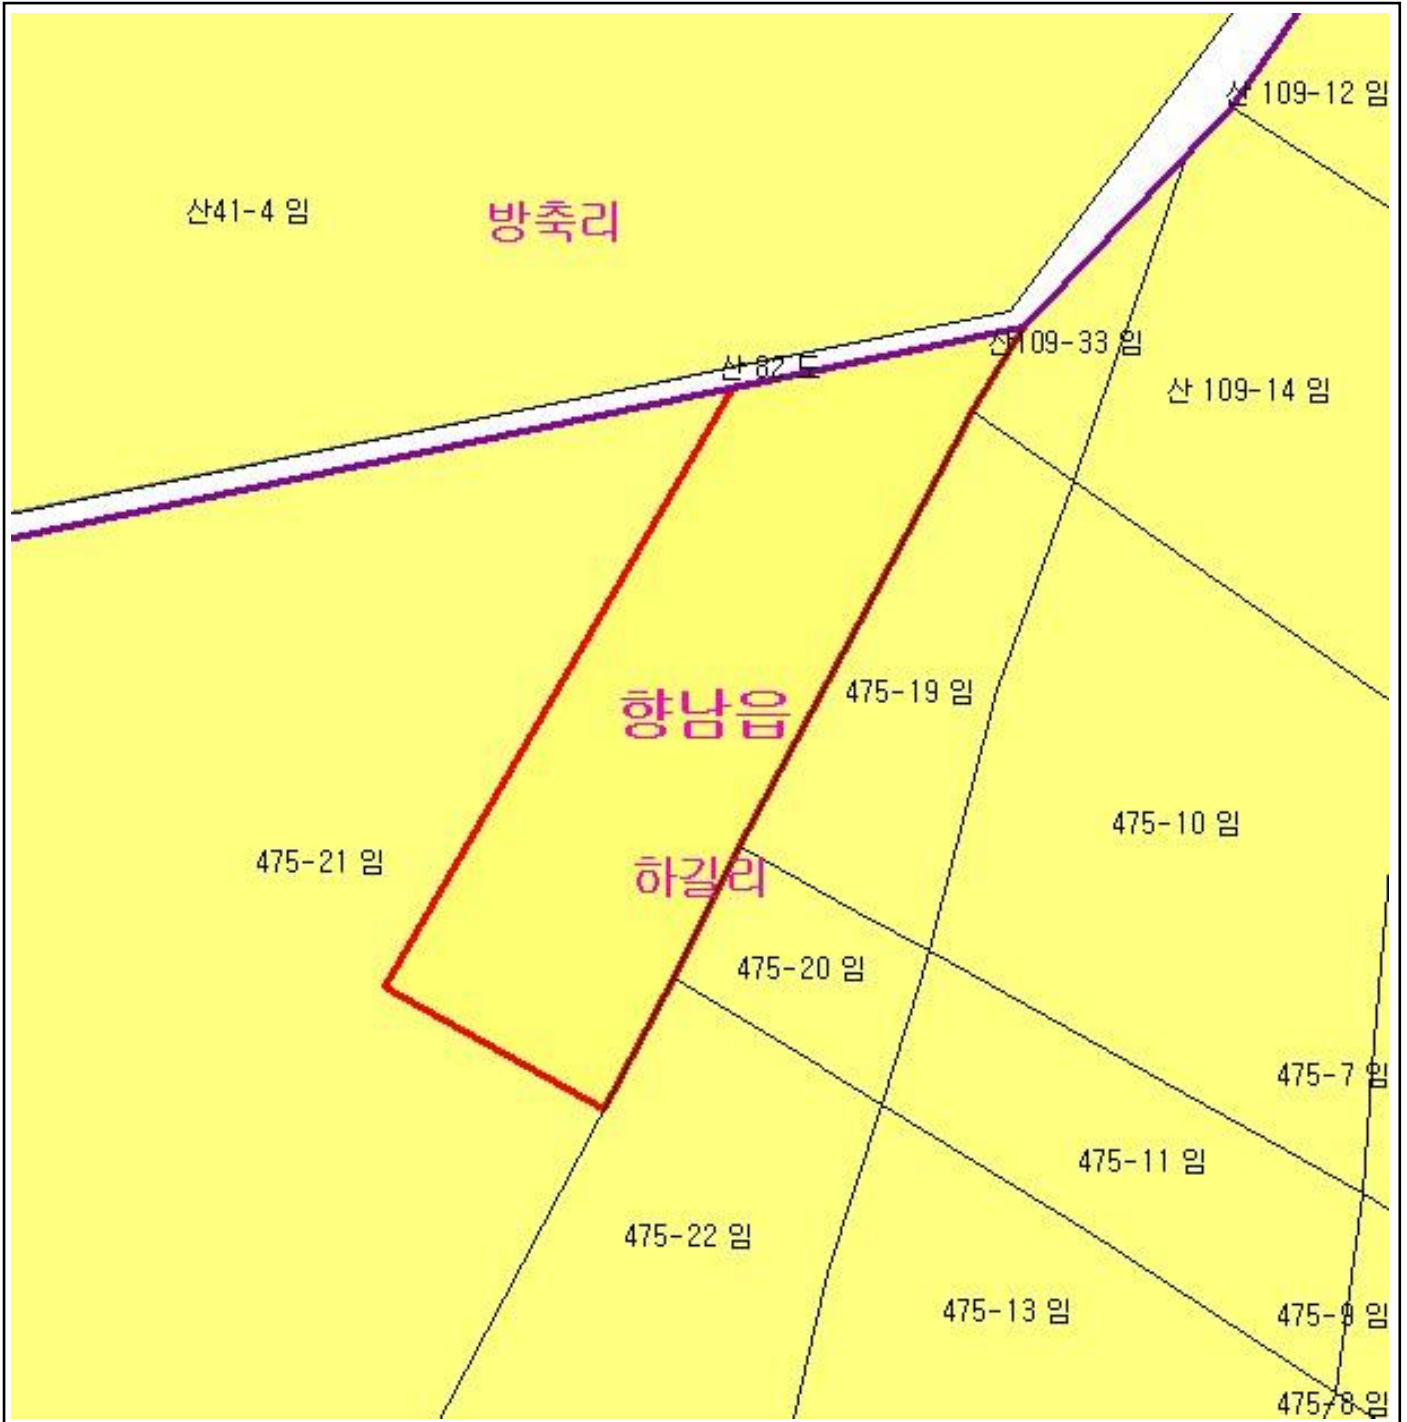 산 109-12 임
산41-4 임
방축리
산109-33 임
산 82 도
산 109-14 임
475-19 임
향남읍
475-10 임
475-21 임
하길리
475-20 임
475-7 임
475-11 임
475-22 임
475-13 임
475-9 임
475-8 임